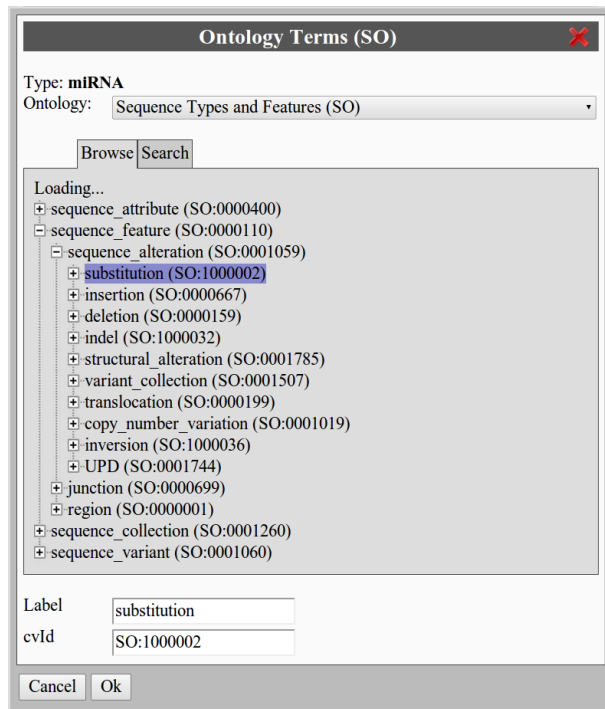 Ontology Terms (SO)
Type: miRNA
Ontology: Sequence Types and Features (SO)
Browse Search
Loading...
sequence_attribute (SO:0000400)
sequence_feature (SO:0000110)
sequence_alteration (SO:0001059)
substitution (SO:1000002)
insertion (SO:0000667)
deletion (SO:0000159)
indel (SO:1000032)
structural_alteration (SO:0001785)
variant_collection (SO:0001507)
translocation (SO:0000199)
copy_number_variation (SO:0001019)
inversion (SO:1000036)
UPD (SO:0001744)
junction (SO:0000699)
region (SO:0000001)
sequence_collection (SO:0001260)
sequence_variant (SO:0001060)
Label substitution
cvId SO:1000002
Cancel Ok